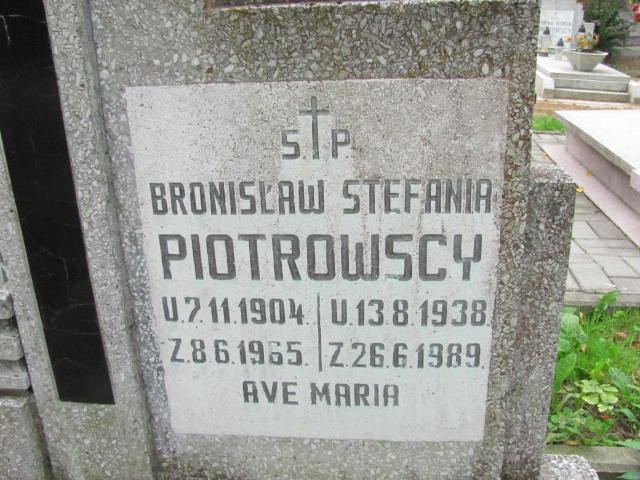 Ś.P
BRONISŁAW STEFANIA
PIOTROWSCY
U.7.11.1904. U.13.8.1938.
Z.8.6.1965. Z.26.6.1989.
AVE MARIA